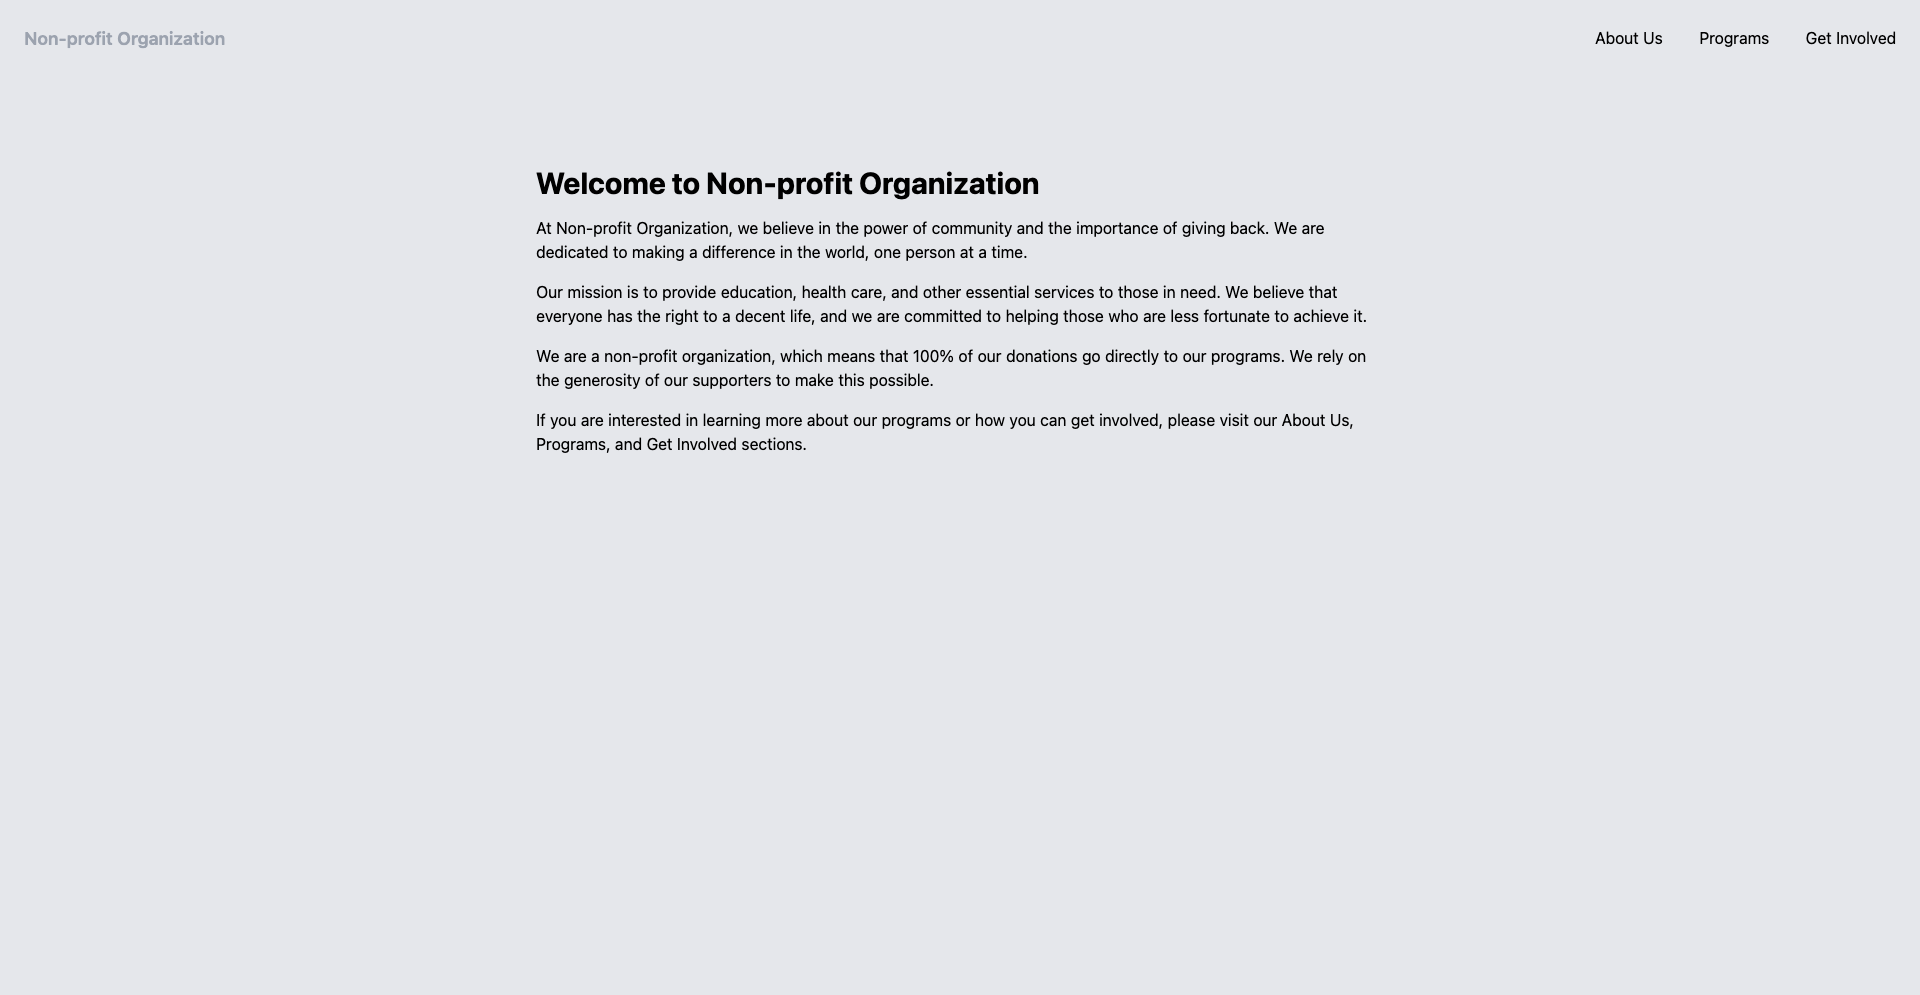 Non-profit Organization
About Us
Programs
Get Involved
Welcome to Non-profit Organization
At Non-profit Organization, we believe in the power of community and the importance of giving back. We are
dedicated to making a difference in the world, one person at a time.
Our mission is to provide education, health care, and other essential services to those in need. We believe that
everyone has the right to a decent life, and we are committed to helping those who are less fortunate to achieve it.
We are a non-profit organization, which means that 100% of our donations go directly to our programs. We rely on
the generosity of our supporters to make this possible.
If you are interested in learning more about our programs or how you can get involved, please visit our About Us,
Programs, and Get Involved sections.